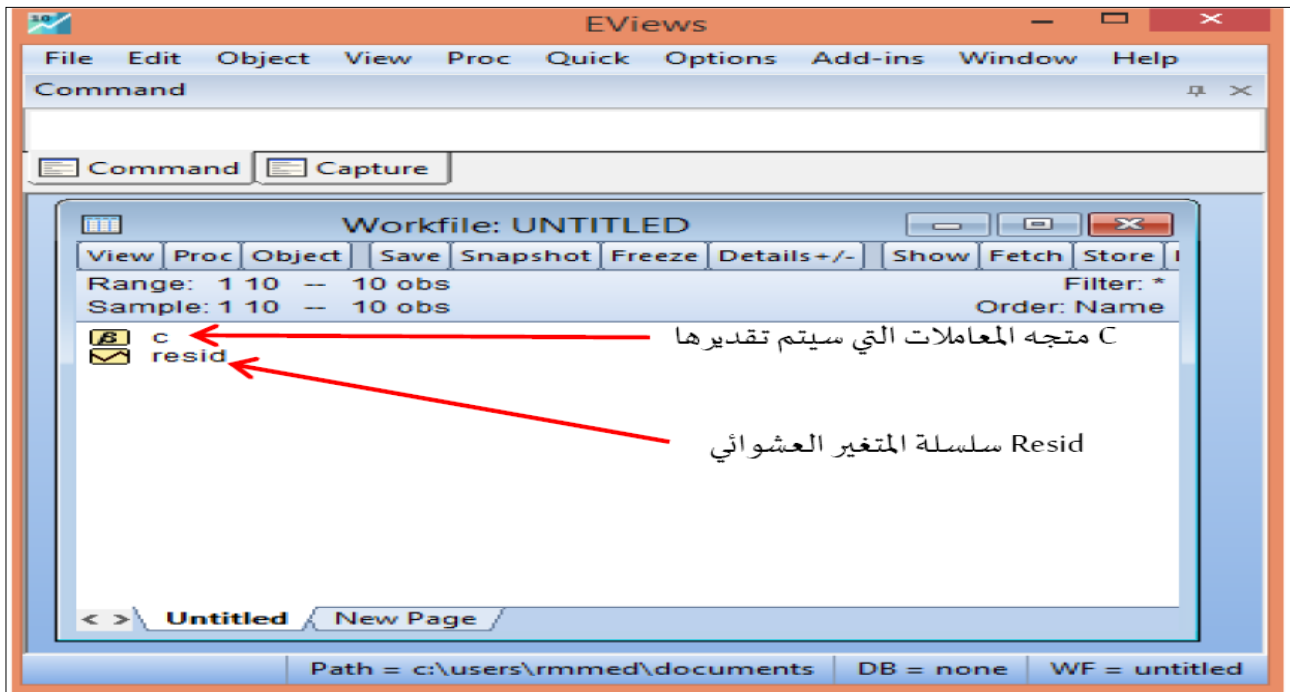 10
EViews
File Edit Object View Proc Quick Options Add-ins Window Help
Command
Command Capture
Workfile: UNTITLED
View Proc Object Save Snapshot Freeze Details+/- Show Fetch Store
Range: 1 10 -- 10 obs Filter: *
Sample: 1 10 -- 10 obs Order: Name
β c
C متجه المعاملات التي سيتم تقديرها
resid
Resid سلسلة المتغير العشوائي
< > Untitled New Page
Path = c:\users\rmmed\documents DB = none WF = untitled